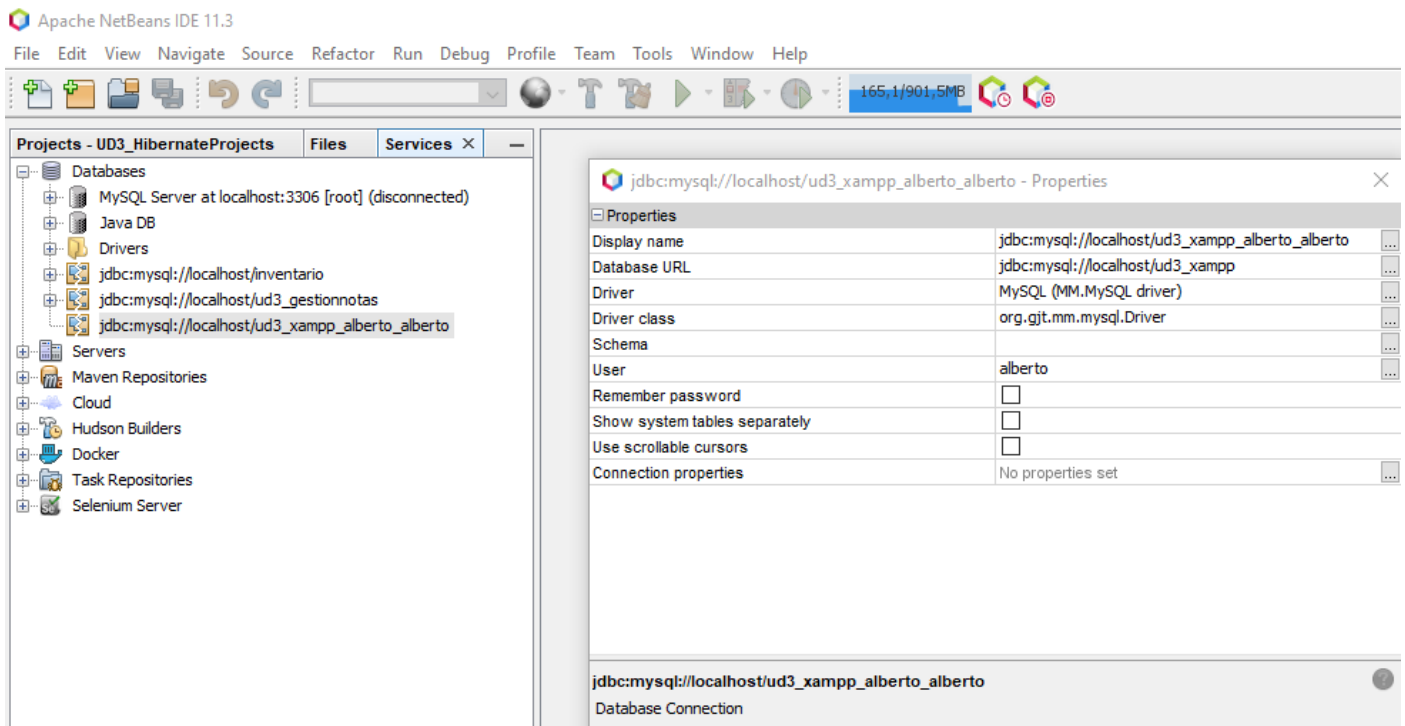 Apache NetBeans IDE 11.3
File Edit View Navigate Source Refactor Run Debug Profile Team Tools Window Help
165,1/901,5MB
Projects - UD3_HibernateProjects Files Services
Databases
MySQL Server at localhost:3306 [root] (disconnected)
Java DB
Drivers
jdbc:mysql://localhost/inventario
jdbc:mysql://localhost/ud3_gestionnotas
jdbc:mysql://localhost/ud3_xampp_alberto_alberto
Servers
Maven Repositories
Cloud
Hudson Builders
Docker
Task Repositories
Selenium Server
jdbc:mysql://localhost/ud3_xampp_alberto_alberto - Properties
Properties
Display name jdbc:mysql://localhost/ud3_xampp_alberto_alberto ...
Database URL jdbc:mysql://localhost/ud3_xampp ...
Driver MySQL (MM.MySQL driver) ...
Driver class org.gjt.mm.mysql.Driver ...
Schema ...
User alberto ...
Remember password
Show system tables separately
Use scrollable cursors
Connection properties No properties set ...
jdbc:mysql://localhost/ud3_xampp_alberto_alberto
Database Connection